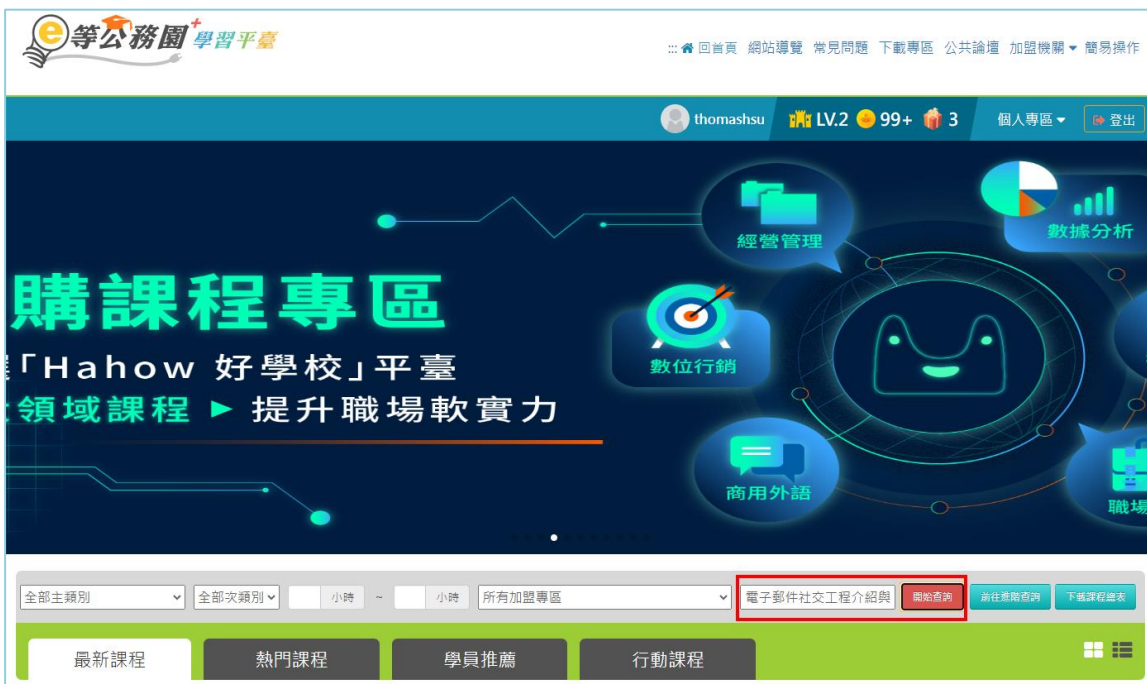 e等公務園+學習平臺
::: 回首頁 網站導覽 常見問題 下載專區 公共論壇 加盟機關 ▾ 簡易操作
thomashsu LV.2 99+ 3 個人專區 ▾ 登出
經營管理
數據分析
購課程專區
「Hahow 好學校」平臺
數位行銷
領域課程 ▶ 提升職場軟實力
商用外語
職場
全部主類別 全部次類別 小時 ~ 小時 所有加盟專區 電子郵件社交工程介紹與 開始查詢 前往進階查詢 下載課程總表
最新課程 熱門課程 學員推薦 行動課程